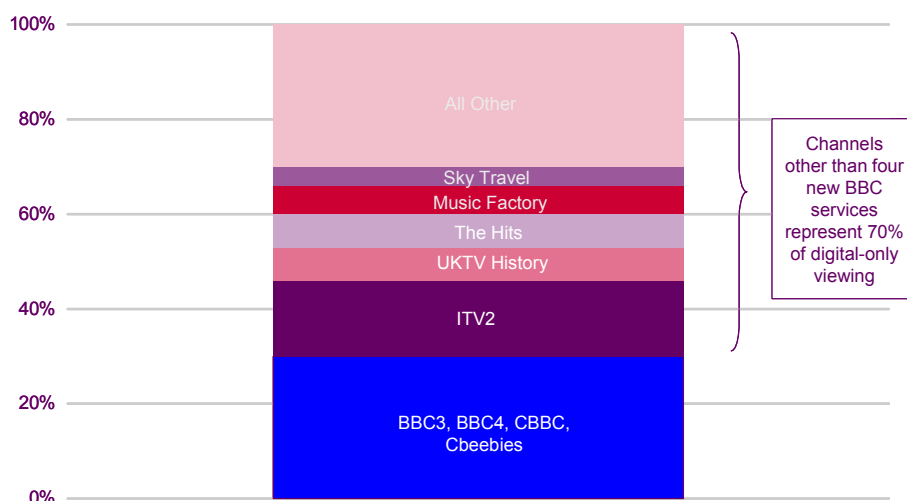 100%
80%
60%
40%
20%
0%
All Other
Sky Travel
Music Factory
The Hits
UKTV History
ITV2
BBC3, BBC4, CBBC,
Cbeebies
Channels
other than four
new BBC
services
represent 70%
of digital-only
viewing